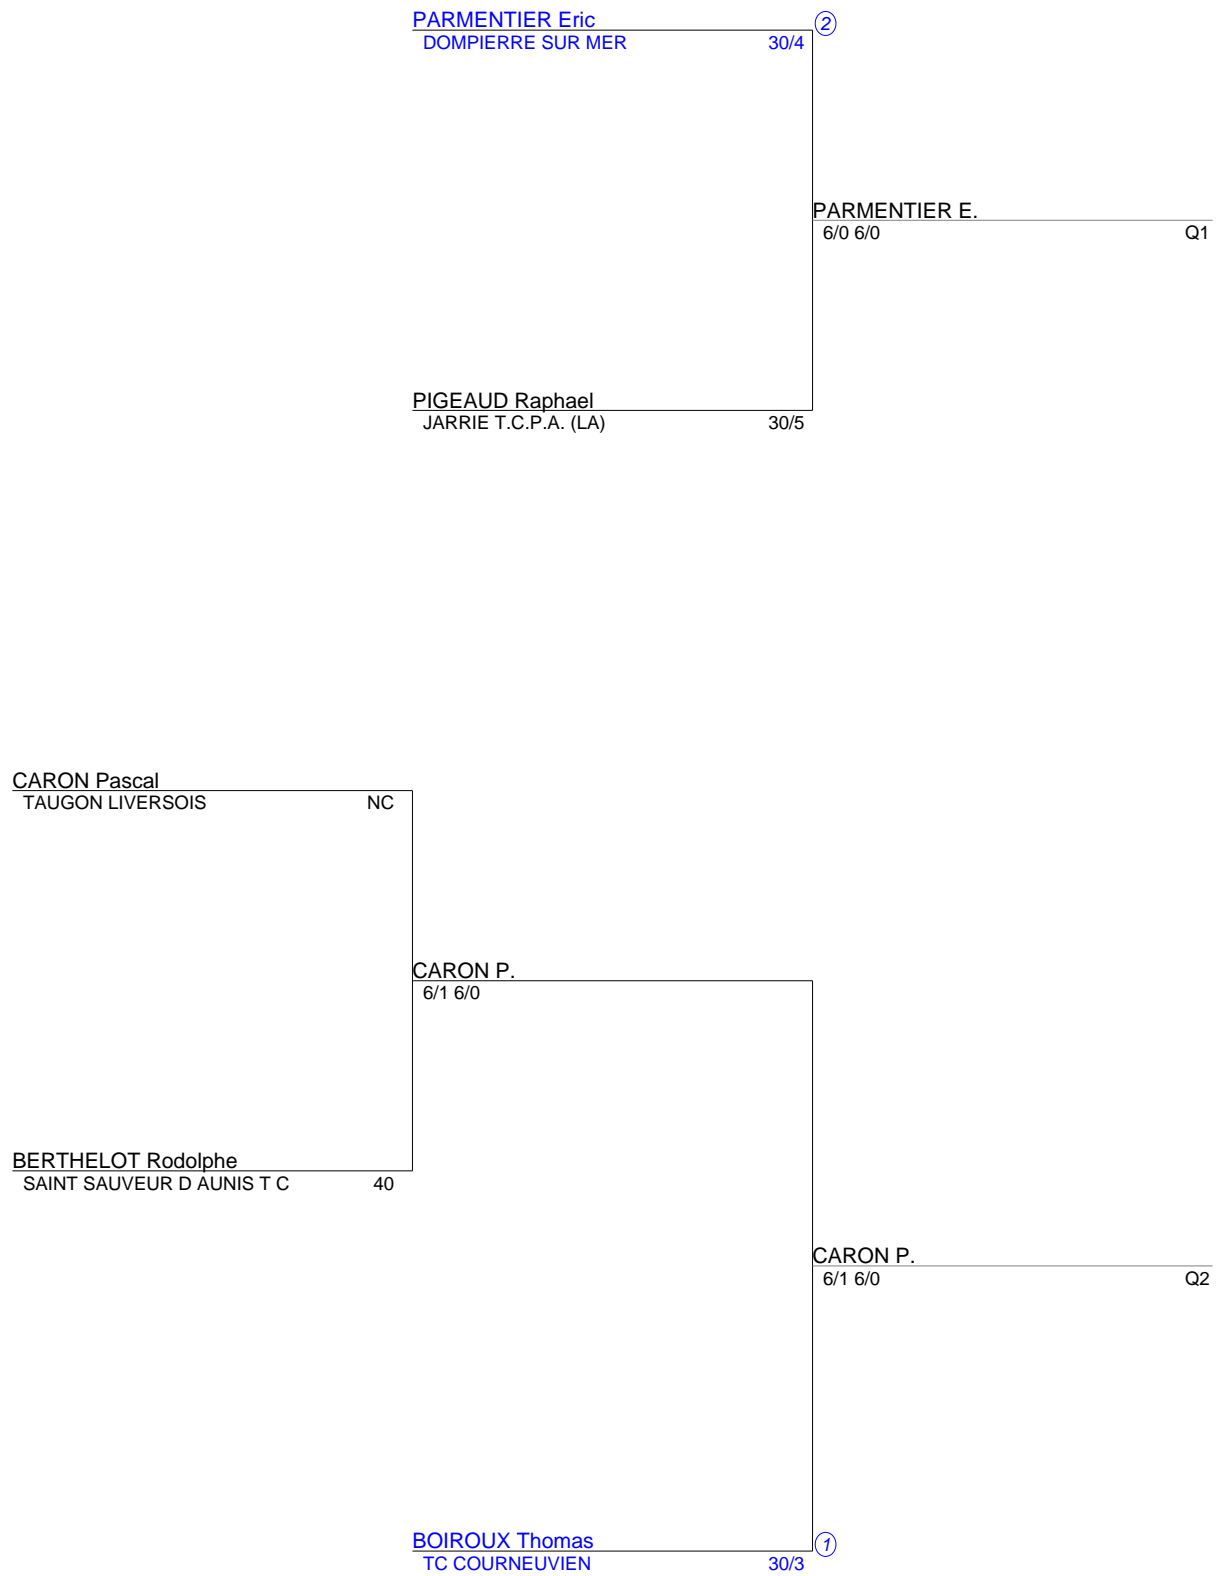 PARMENTIER Eric 2
DOMPIERRE SUR MER 30/4
PARMENTIER E.
6/0 6/0 Q1
PIGEAUD Raphael
JARRIE T.C.P.A. (LA) 30/5
CARON Pascal
TAUGON LIVERSOIS NC
CARON P.
6/1 6/0
BERTHELOT Rodolphe
SAINT SAUVEUR D AUNIS T C 40
CARON P.
6/1 6/0 Q2
BOIROUX Thomas 1
TC COURNEUVIEN 30/3